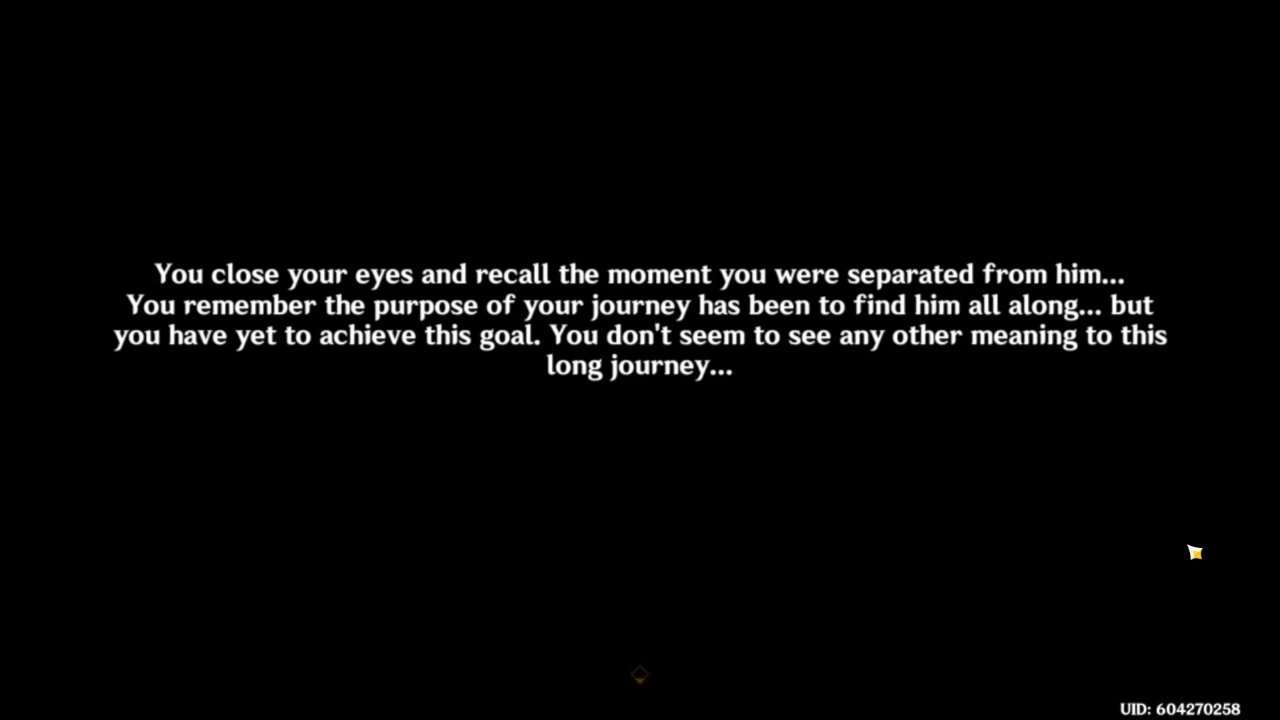 You close your eyes and recall the moment you were separated from him...
You remember the purpose of your journey has been to find him all along... but
you have yet to achieve this goal. You don't seem to see any other meaning to this
long journey...
UID: 604270258